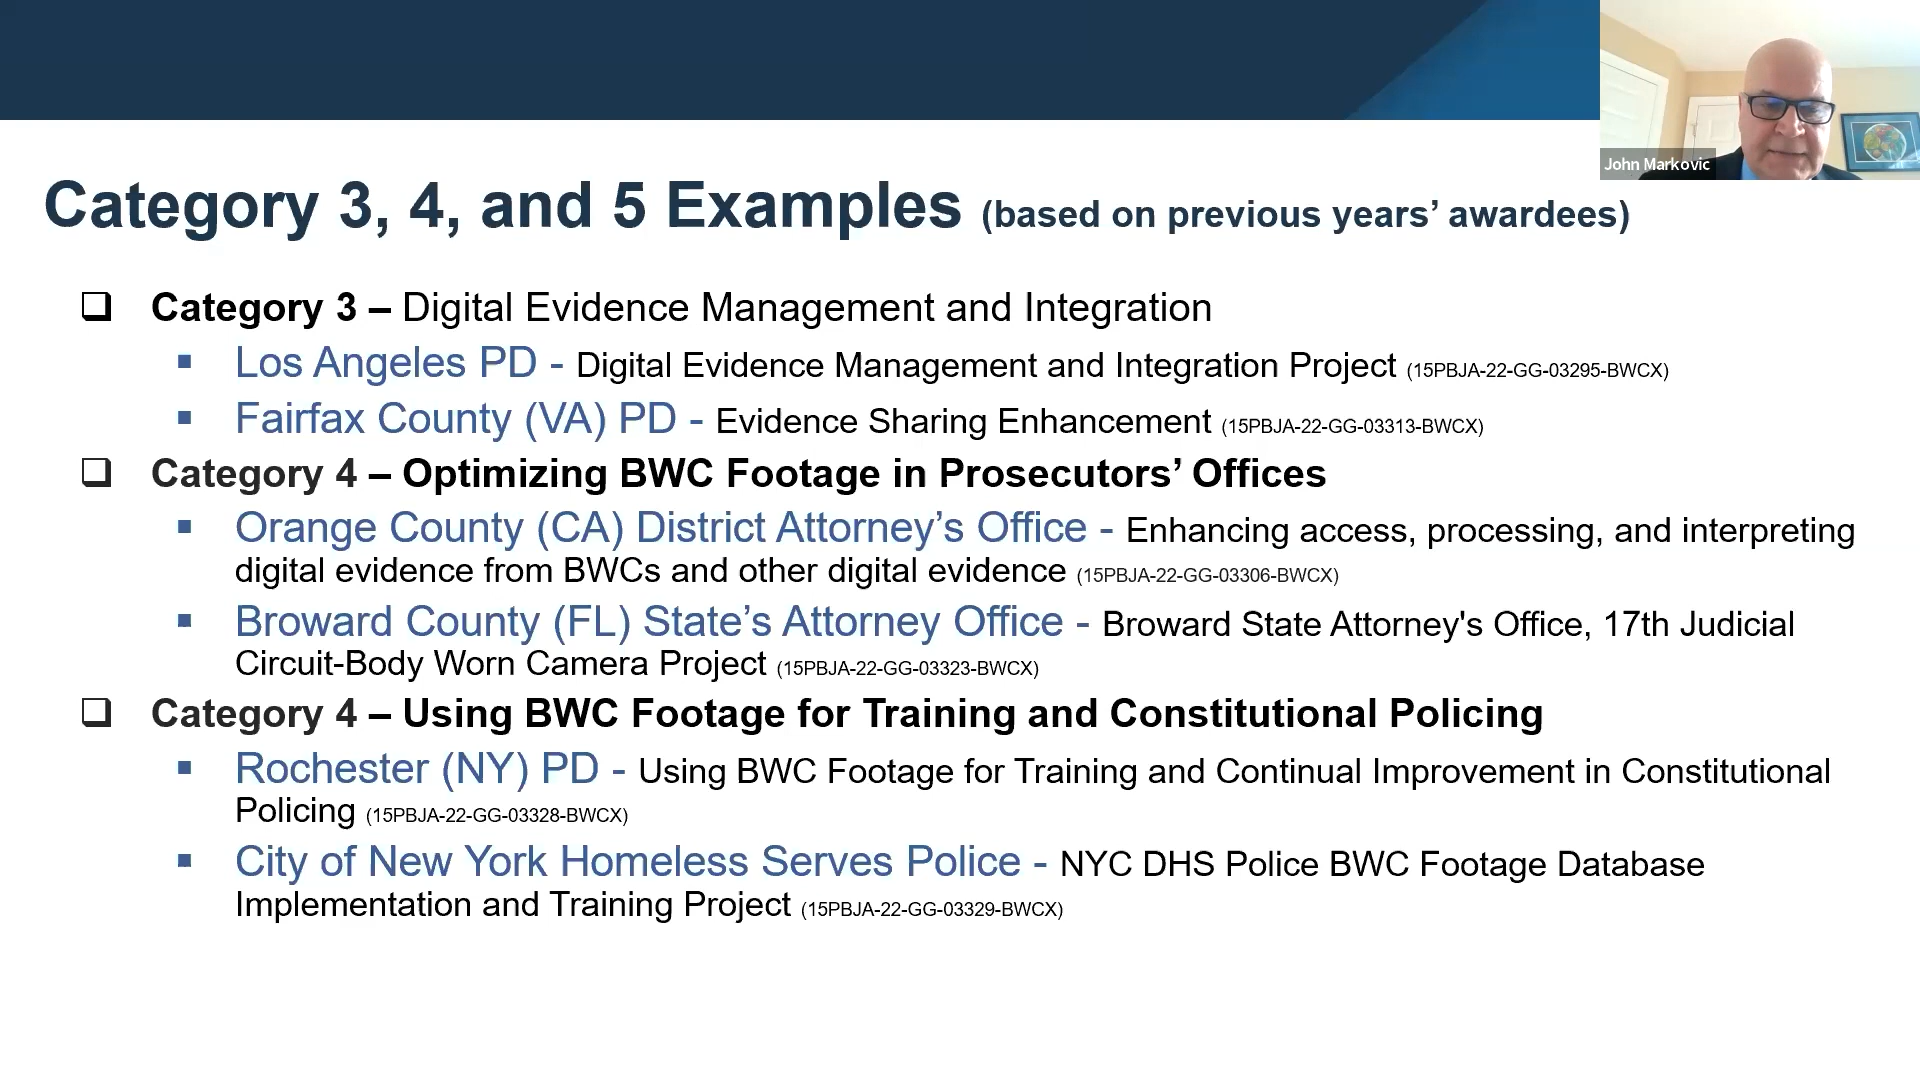 John Markovic
Category 3, 4, and 5 Examples (based on previous years’ awardees)
Category 3 – Digital Evidence Management and Integration
Los Angeles PD - Digital Evidence Management and Integration Project (15PBJA-22-GG-03295-BWCX)
Fairfax County (VA) PD - Evidence Sharing Enhancement (15PBJA-22-GG-03313-BWCX)
Category 4 – Optimizing BWC Footage in Prosecutors’ Offices
Orange County (CA) District Attorney’s Office - Enhancing access, processing, and interpreting
digital evidence from BWCs and other digital evidence (15PBJA-22-GG-03306-BWCX)
Broward County (FL) State’s Attorney Office - Broward State Attorney's Office, 17th Judicial
Circuit-Body Worn Camera Project (15PBJA-22-GG-03323-BWCX)
Category 4 – Using BWC Footage for Training and Constitutional Policing
Rochester (NY) PD - Using BWC Footage for Training and Continual Improvement in Constitutional
Policing (15PBJA-22-GG-03328-BWCX)
City of New York Homeless Serves Police - NYC DHS Police BWC Footage Database
Implementation and Training Project (15PBJA-22-GG-03329-BWCX)